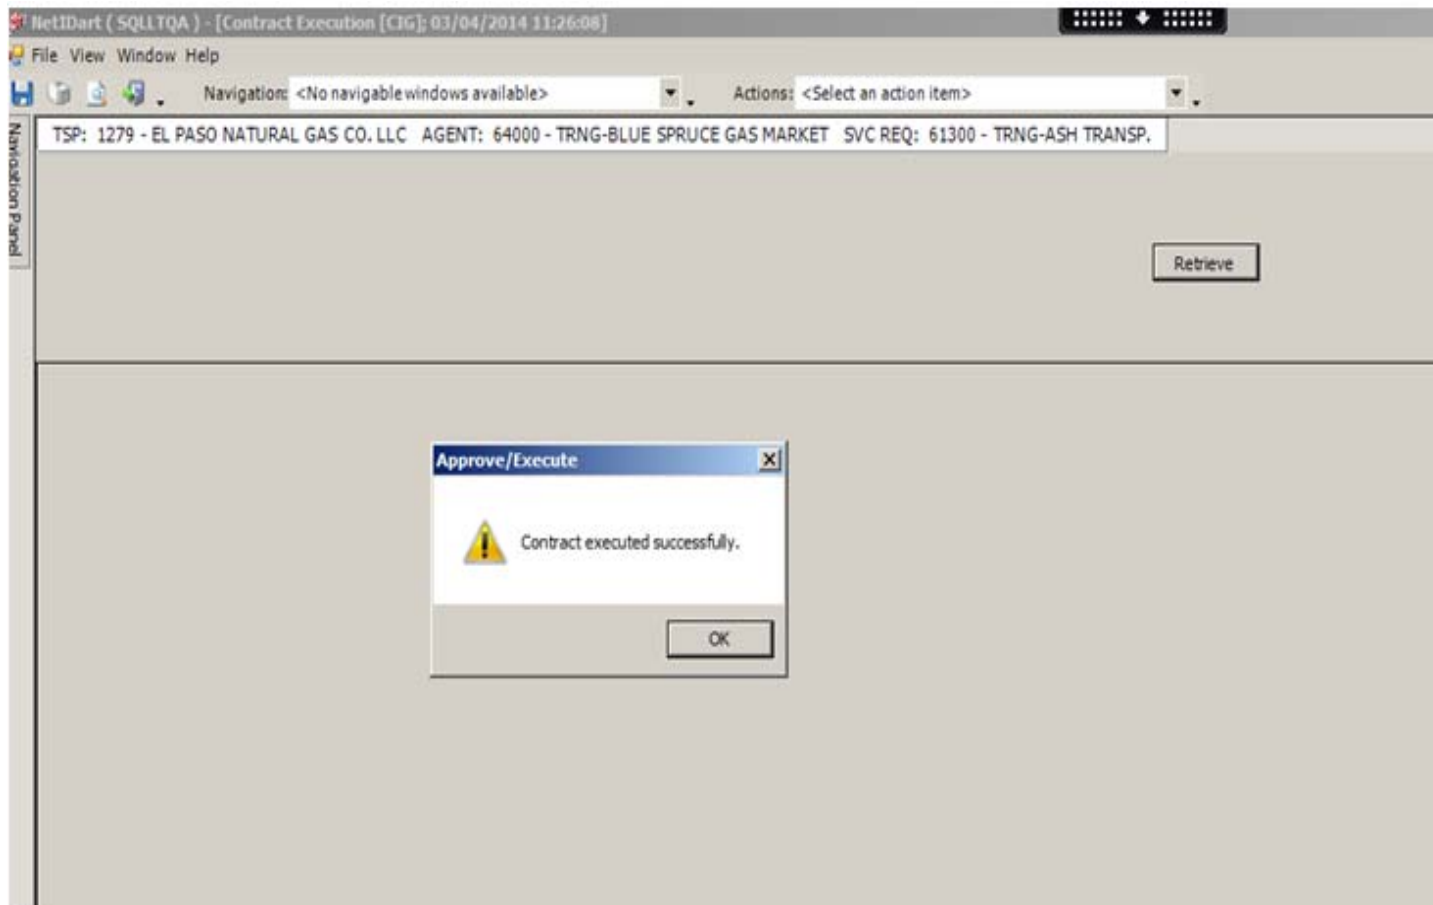 NetIDart ( SQLLTQA ) - [Contract Execution [CIG]; 03/04/2014 11:26:08]
File View Window Help
Navigation: <No navigable windows available> Actions: <Select an action item>
Navigation Panel
TSP: 1279 - EL PASO NATURAL GAS CO. LLC AGENT: 64000 - TRNG-BLUE SPRUCE GAS MARKET SVC REQ: 61300 - TRNG-ASH TRANSP.
Retrieve
Approve/Execute
Contract executed successfully.
OK